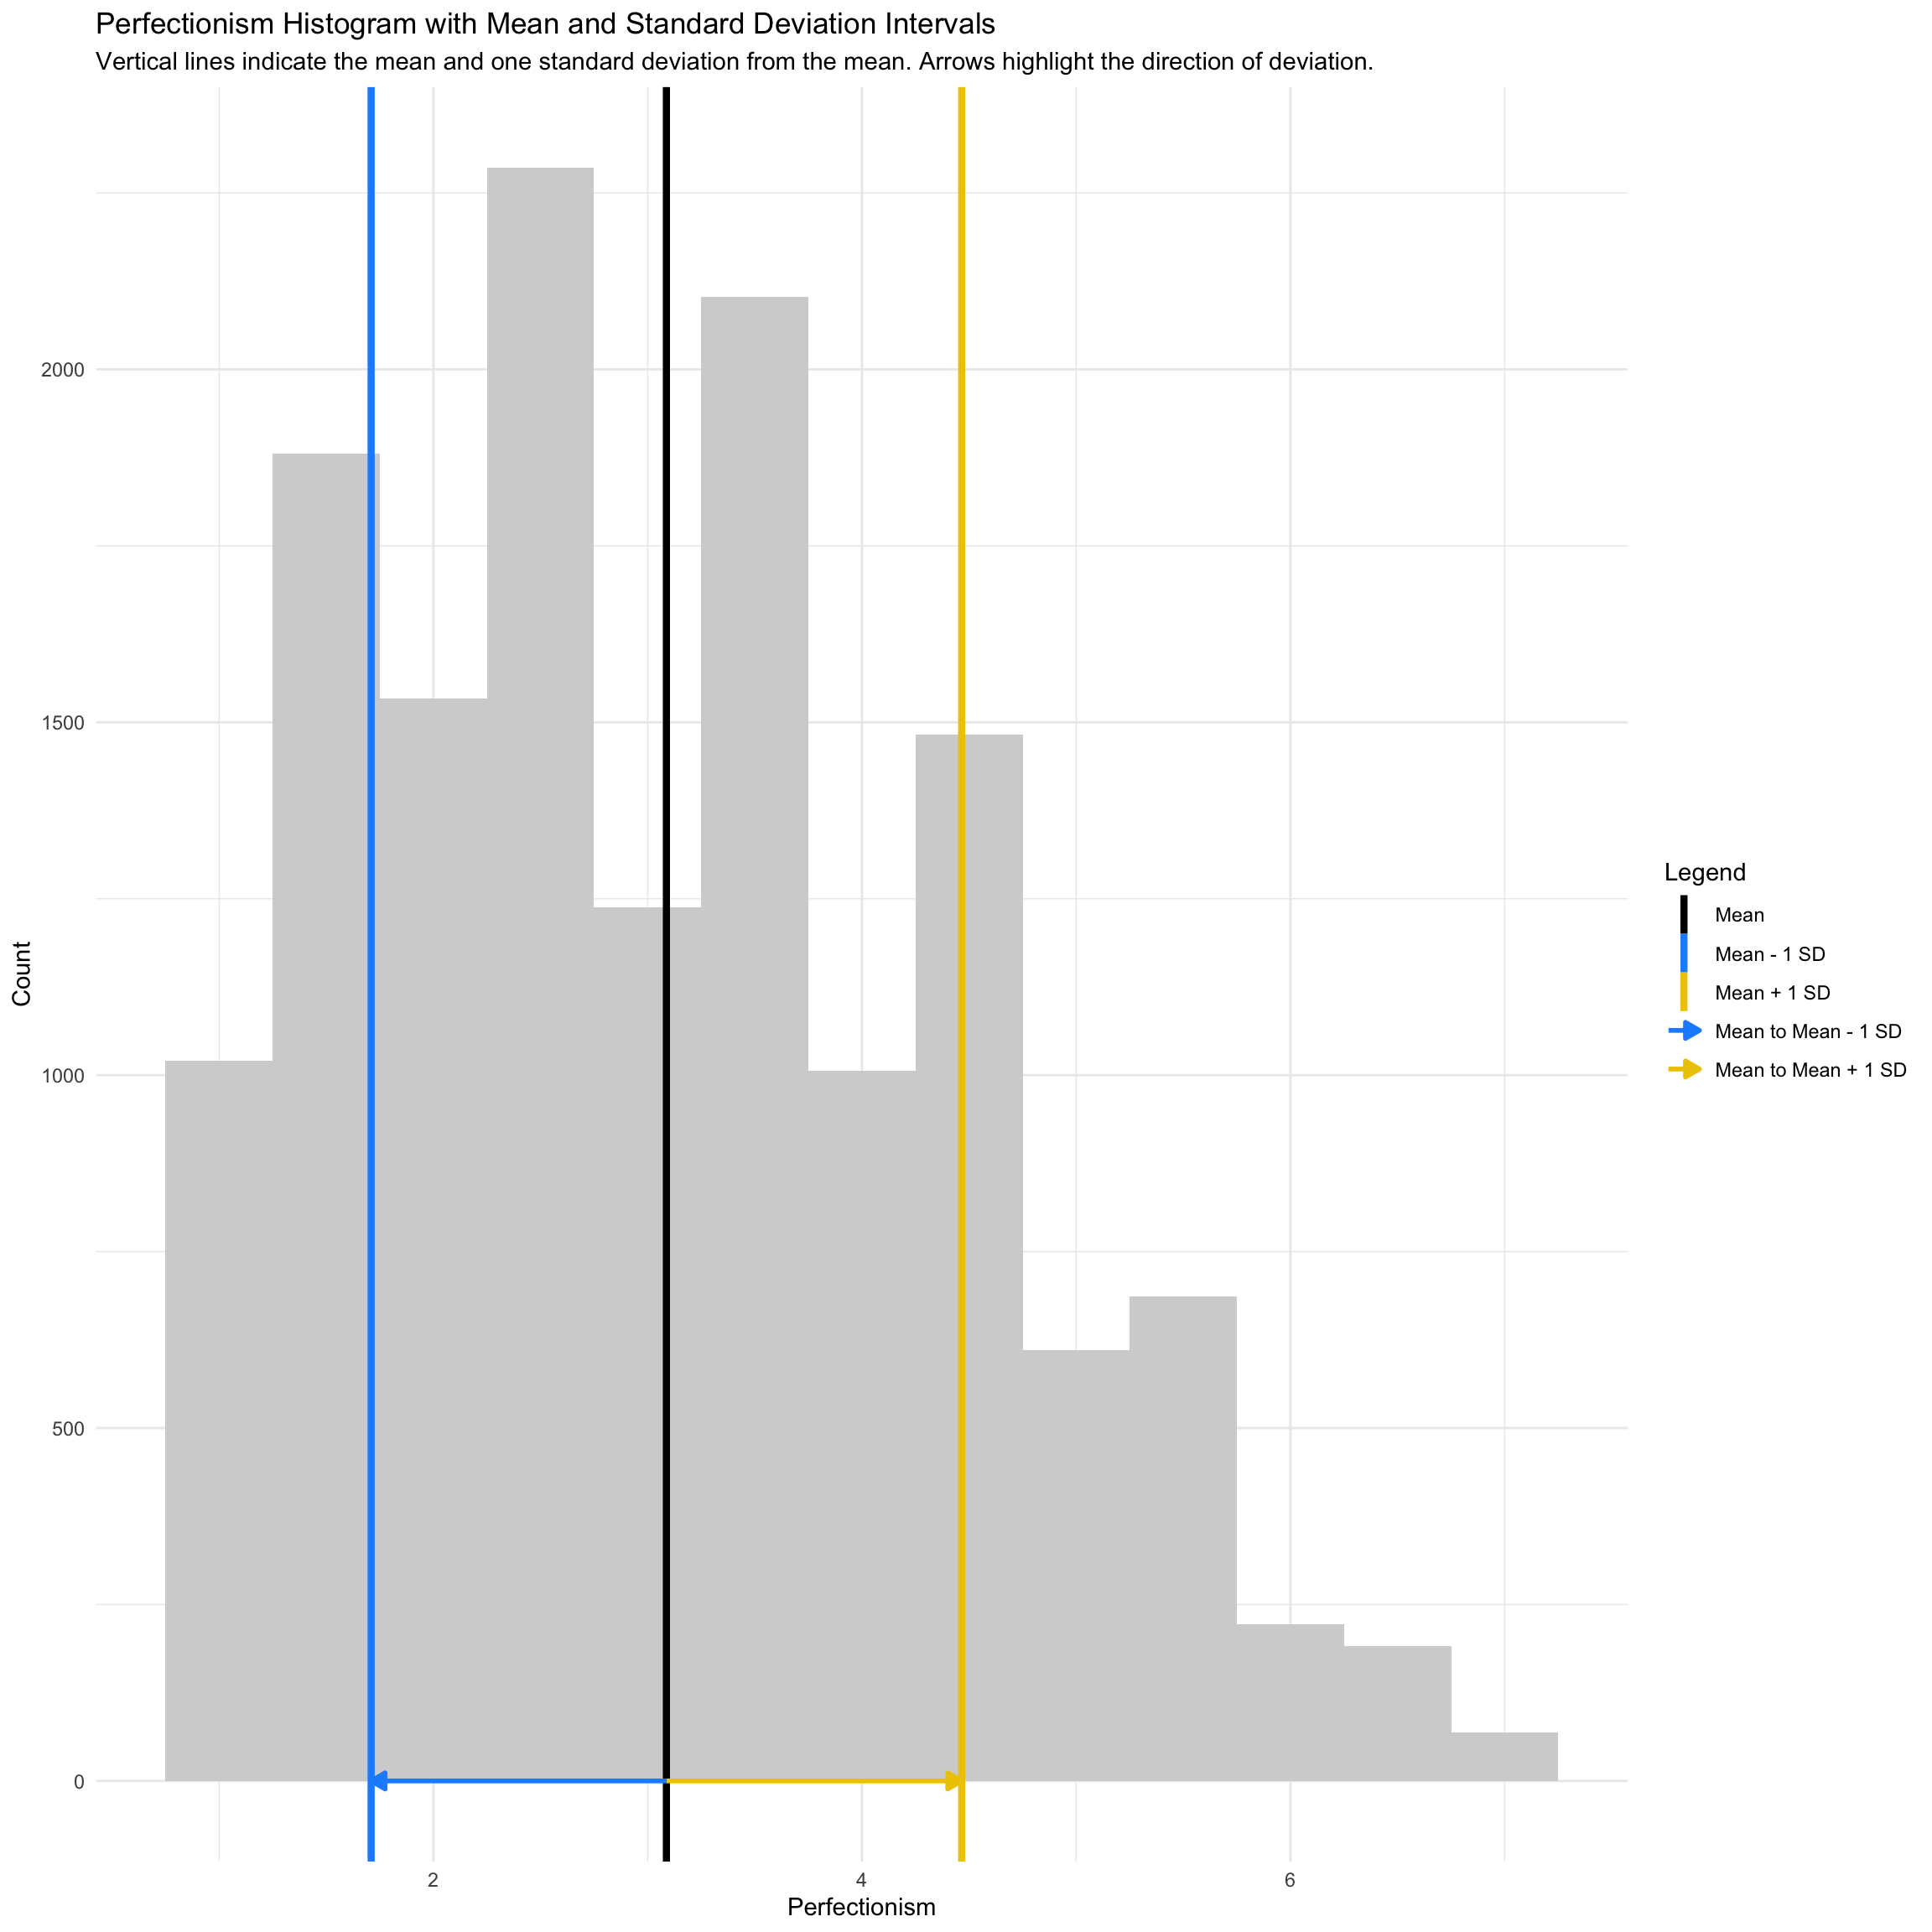 Perfectionism Histogram with Mean and Standard Deviation Intervals
Vertical lines indicate the mean and one standard deviation from the mean. Arrows highlight the direction of deviation.
Count
2000
1500
1000
500
0
2
4
6
Perfectionism
Legend
Mean
Mean - 1 SD
Mean + 1 SD
Mean to Mean - 1 SD
Mean to Mean + 1 SD